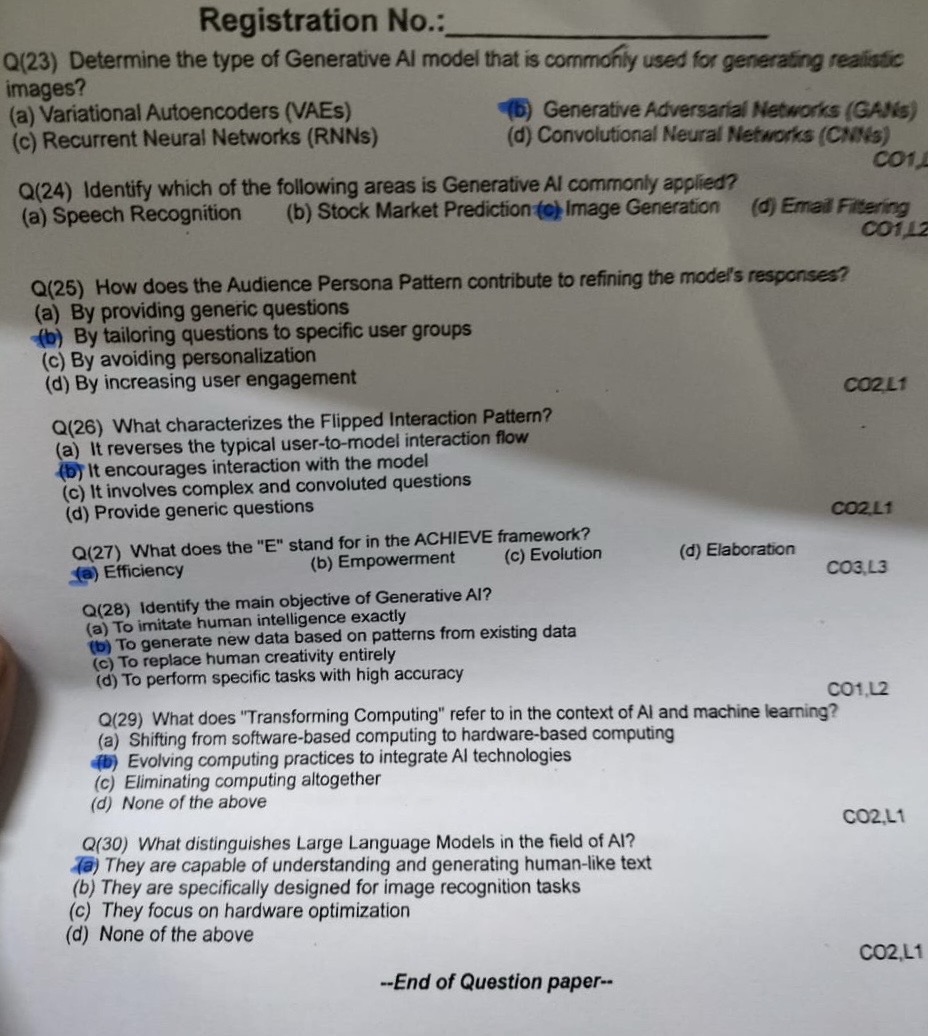 Registration No.:
Q(23) Determine the type of Generative AI model that is commonly used for generating realistic
images?
(a) Variational Autoencoders (VAEs) (b) Generative Adversarial Networks (GANs)
(c) Recurrent Neural Networks (RNNs) (d) Convolutional Neural Networks (CNNs)
CO1,L
Q(24) Identify which of the following areas is Generative AI commonly applied?
(a) Speech Recognition (b) Stock Market Prediction (c) Image Generation (d) Email Filtering
CO1,L2
Q(25) How does the Audience Persona Pattern contribute to refining the model's responses?
(a) By providing generic questions
(b) By tailoring questions to specific user groups
(c) By avoiding personalization
(d) By increasing user engagement
CO2,L1
Q(26) What characterizes the Flipped Interaction Pattern?
(a) It reverses the typical user-to-model interaction flow
(b) It encourages interaction with the model
(c) It involves complex and convoluted questions
(d) Provide generic questions
CO2,L1
Q(27) What does the "E" stand for in the ACHIEVE framework?
(a) Efficiency (b) Empowerment (c) Evolution (d) Elaboration
CO3,L3
Q(28) Identify the main objective of Generative AI?
(a) To imitate human intelligence exactly
(b) To generate new data based on patterns from existing data
(c) To replace human creativity entirely
(d) To perform specific tasks with high accuracy
CO1,L2
Q(29) What does "Transforming Computing" refer to in the context of AI and machine learning?
(a) Shifting from software-based computing to hardware-based computing
(b) Evolving computing practices to integrate AI technologies
(c) Eliminating computing altogether
(d) None of the above
CO2,L1
Q(30) What distinguishes Large Language Models in the field of AI?
(a) They are capable of understanding and generating human-like text
(b) They are specifically designed for image recognition tasks
(c) They focus on hardware optimization
(d) None of the above
CO2,L1
--End of Question paper--